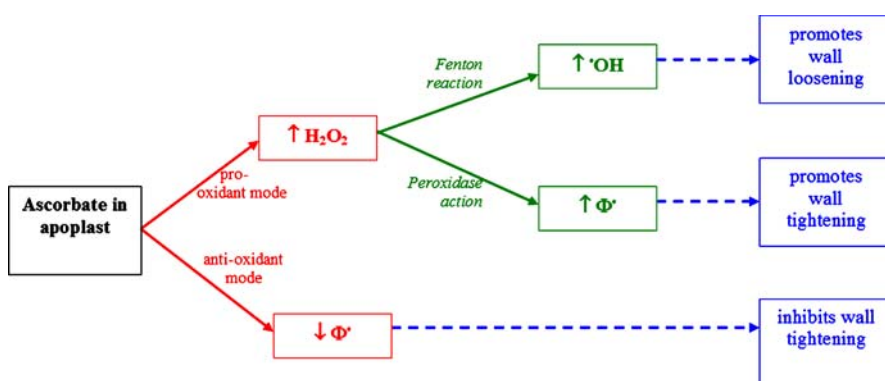 Ascorbate in
apoplast
pro-
oxidant mode
anti-oxidant
mode
↑ H₂O₂
↓ Φ•
Fenton
reaction
Peroxidase
action
↑ •OH
↑ Φ•
promotes
wall
loosening
promotes
wall
tightening
inhibits wall
tightening